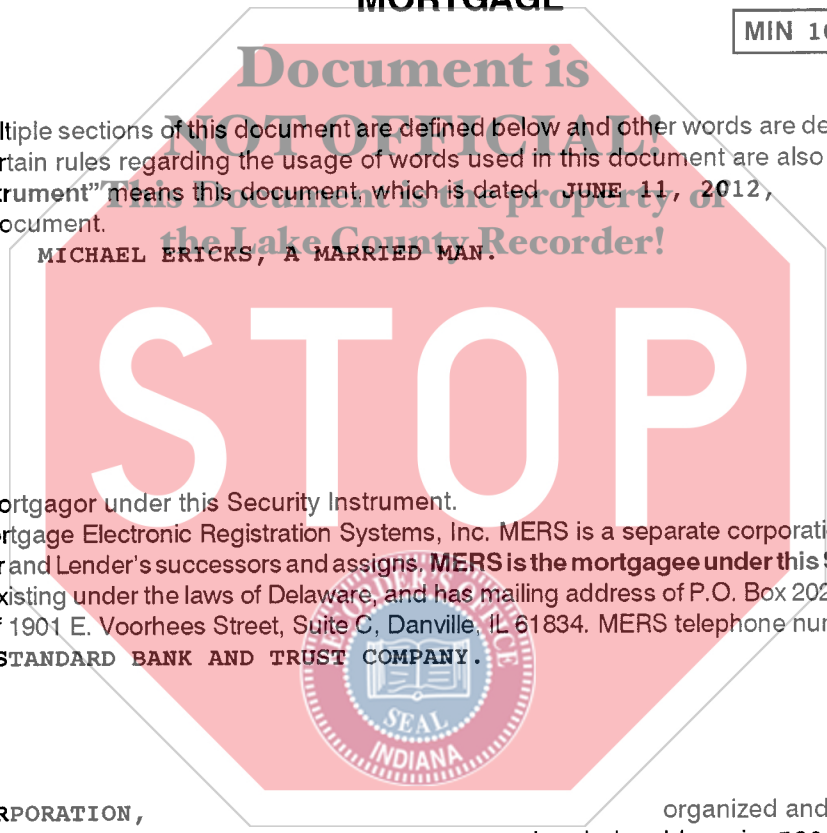 MORTGAGE
MIN 10
Document is
NOT OFFICIAL!
ltiple sections of this document are defined below and other words are de
rtain rules regarding the usage of words used in this document are also
This Document is the property of
trument” means this document, which is dated JUNE 11, 2012,
ocument.
the Lake County Recorder!
MICHAEL ERICKS, A MARRIED MAN.
STOP
ortgagor under this Security Instrument.
rtgage Electronic Registration Systems, Inc. MERS is a separate corporati
r and Lender's successors and assigns. MERS is the mortgagee under this S
xisting under the laws of Delaware, and has mailing address of P.O. Box 202
f 1901 E. Voorhees Street, Suite C, Danville, IL 61834. MERS telephone nu
STANDARD BANK AND TRUST COMPANY.
RECORDER'S OFFICE
SEAL
INDIANA
RPORATION,
organized and